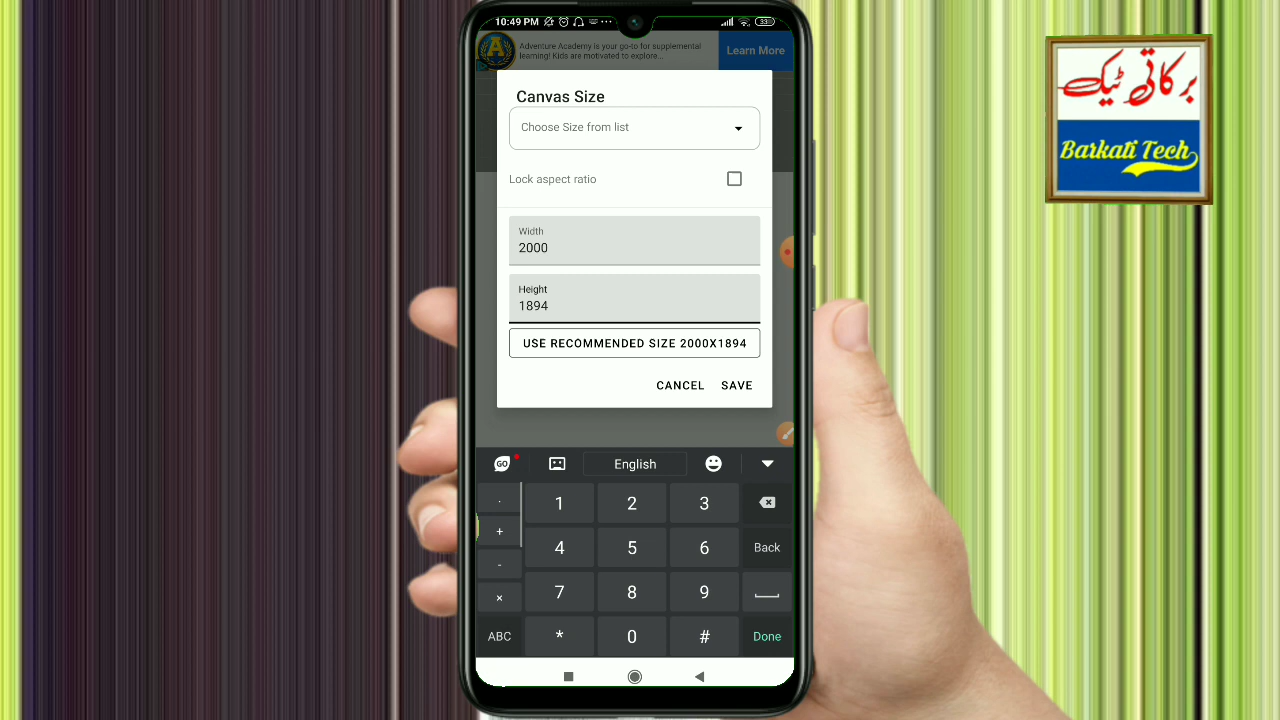 10:49 PM
33
A
Adventure Academy is your go-to for supplemental
learning! Kids are motivated to explore...
Learn More
Canvas Size
Choose Size from list
Lock aspect ratio
Width
2000
Height
1894
USE RECOMMENDED SIZE 2000X1894
CANCEL SAVE
GO
English
. 1 2 3
+ 4 5 6 Back
- 7 8 9
×
ABC * 0 # Done
برکاتی ٹیک
Barkati Tech